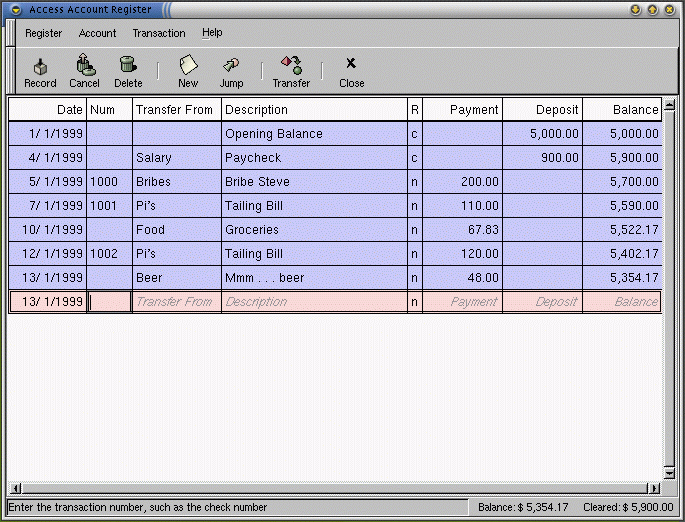 Access Account Register
Register Account Transaction Help
Record Cancel Delete New Jump Transfer Close
Date Num Transfer From Description R Payment Deposit Balance
1/ 1/1999 Opening Balance c 5,000.00 5,000.00
4/ 1/1999 Salary Paycheck c 900.00 5,900.00
5/ 1/1999 1000 Bribes Bribe Steve n 200.00 5,700.00
7/ 1/1999 1001 Pi's Tailing Bill n 110.00 5,590.00
10/ 1/1999 Food Groceries n 67.83 5,522.17
12/ 1/1999 1002 Pi's Tailing Bill n 120.00 5,402.17
13/ 1/1999 Beer Mmm . . . beer n 48.00 5,354.17
13/ 1/1999 Transfer From Description n Payment Deposit Balance
Enter the transaction number, such as the check number Balance: $ 5,354.17 Cleared: $ 5,900.00